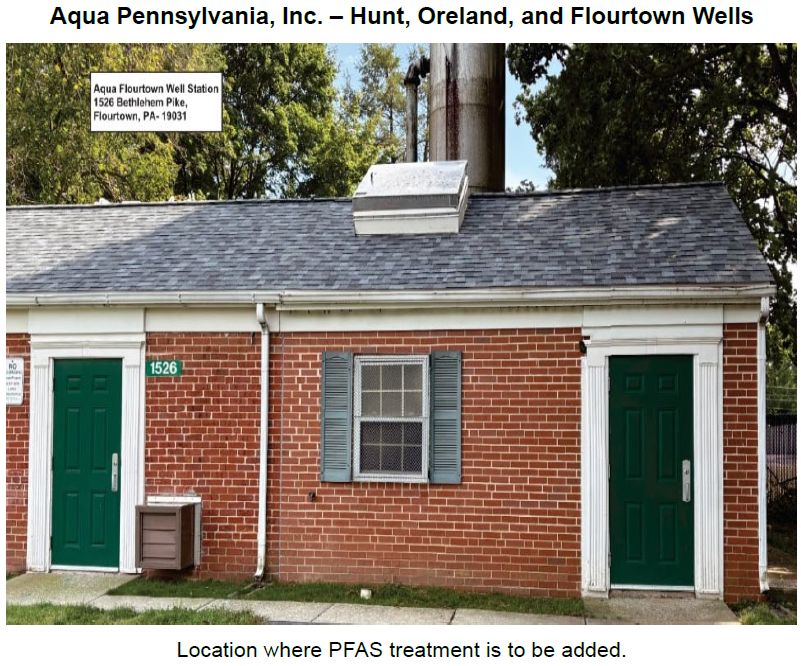 Aqua Pennsylvania, Inc. – Hunt, Oreland, and Flourtown Wells
Aqua Flourtown Well Station
1526 Bethlehem Pike,
Flourtown, PA- 19031
1526
Location where PFAS treatment is to be added.